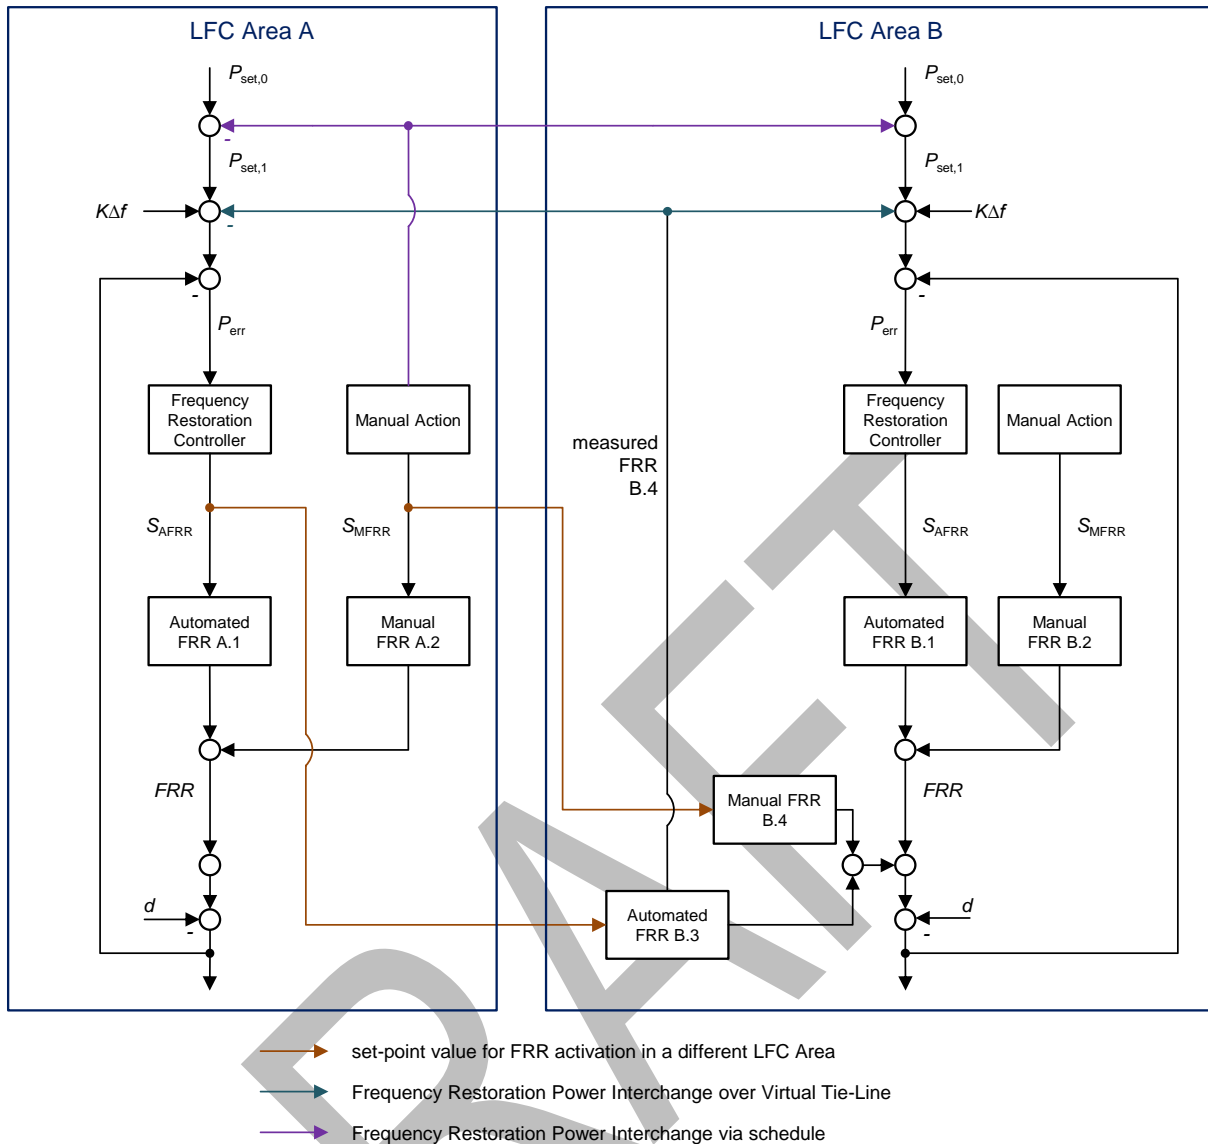 LFC Area A
LFC Area B
Pset,0
Pset,0
-
Pset,1
Pset,1
KΔf
-
KΔf
-
-
Perr
Perr
Frequency
Restoration
Controller
Manual Action
Frequency
Restoration
Controller
Manual Action
measured
FRR
B.4
SAFRR
SMFRR
SAFRR
SMFRR
Automated
FRR A.1
Manual
FRR A.2
Automated
FRR B.1
Manual
FRR B.2
FRR
FRR
Manual FRR
B.4
d
-
Automated
FRR B.3
d
-
set-point value for FRR activation in a different LFC Area
Frequency Restoration Power Interchange over Virtual Tie-Line
Frequency Restoration Power Interchange via schedule
DRAFT